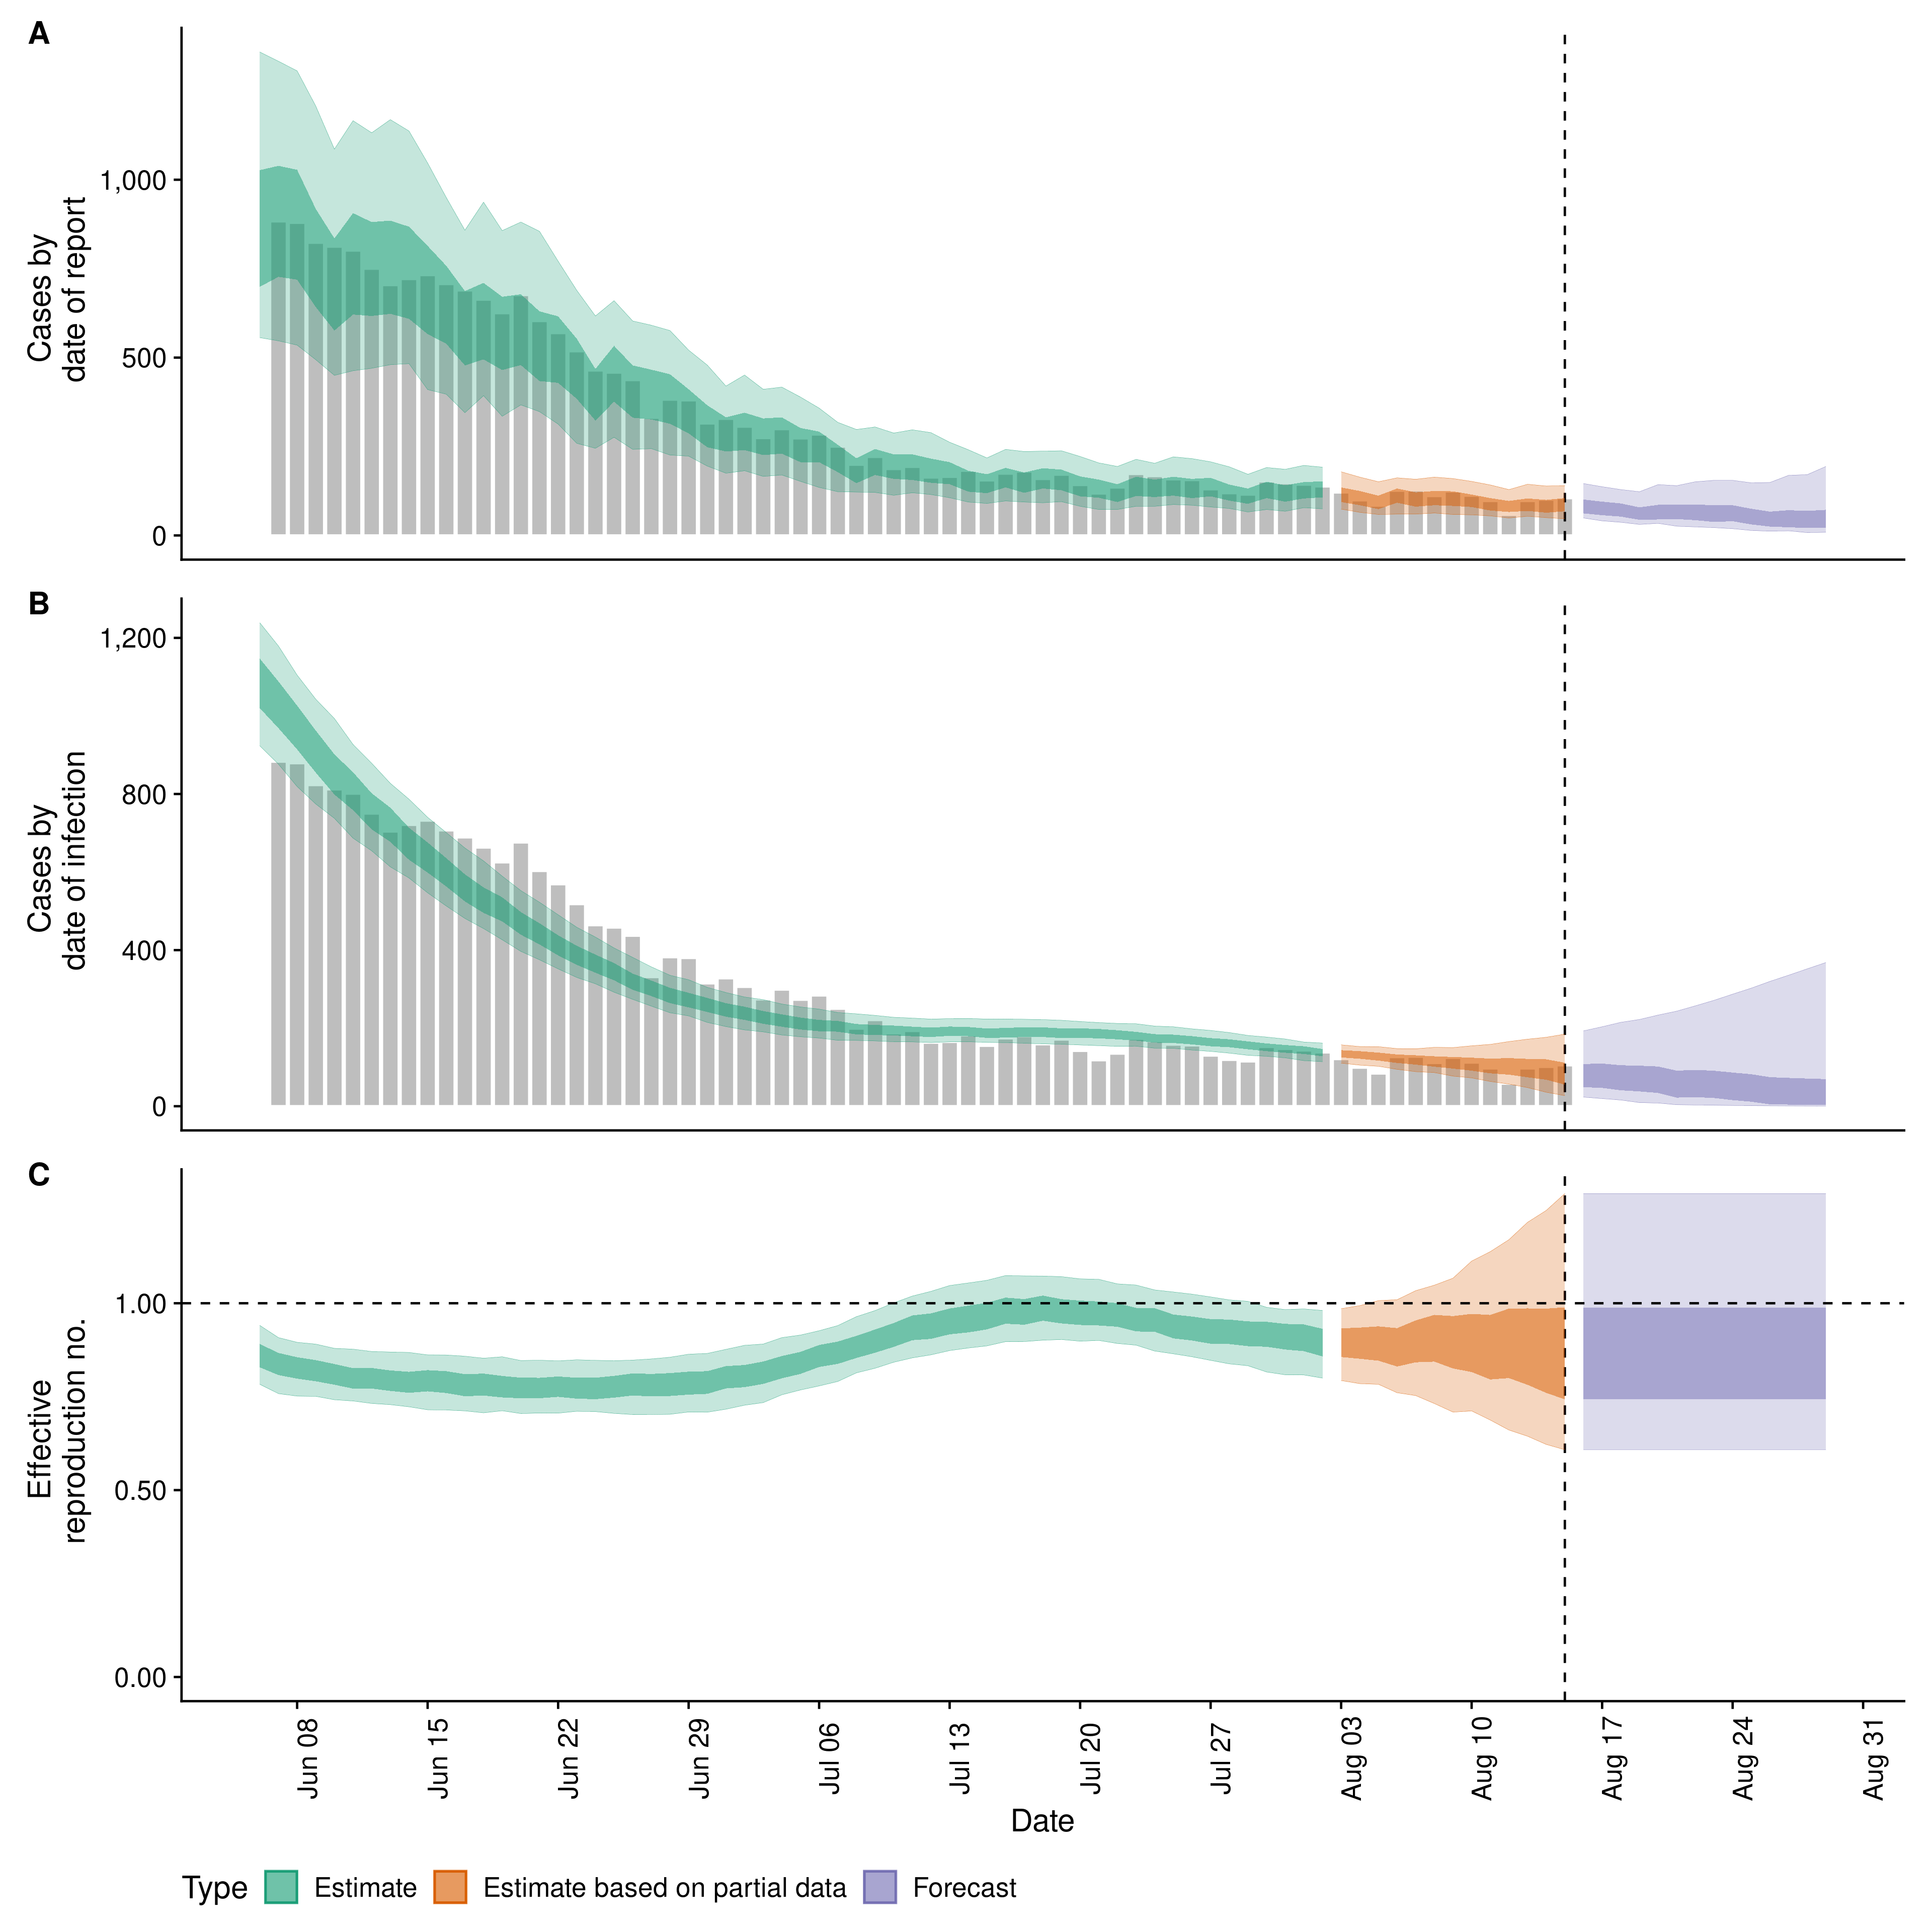 A
Cases by
date of report
1,000
500
0
B
Cases by
date of infection
1,200
800
400
0
C
Effective
reproduction no.
1.00
0.50
0.00
Jun 08
Jun 15
Jun 22
Jun 29
Jul 06
Jul 13
Jul 20
Jul 27
Aug 03
Aug 10
Aug 17
Aug 24
Aug 31
Date
Type Estimate Estimate based on partial data Forecast